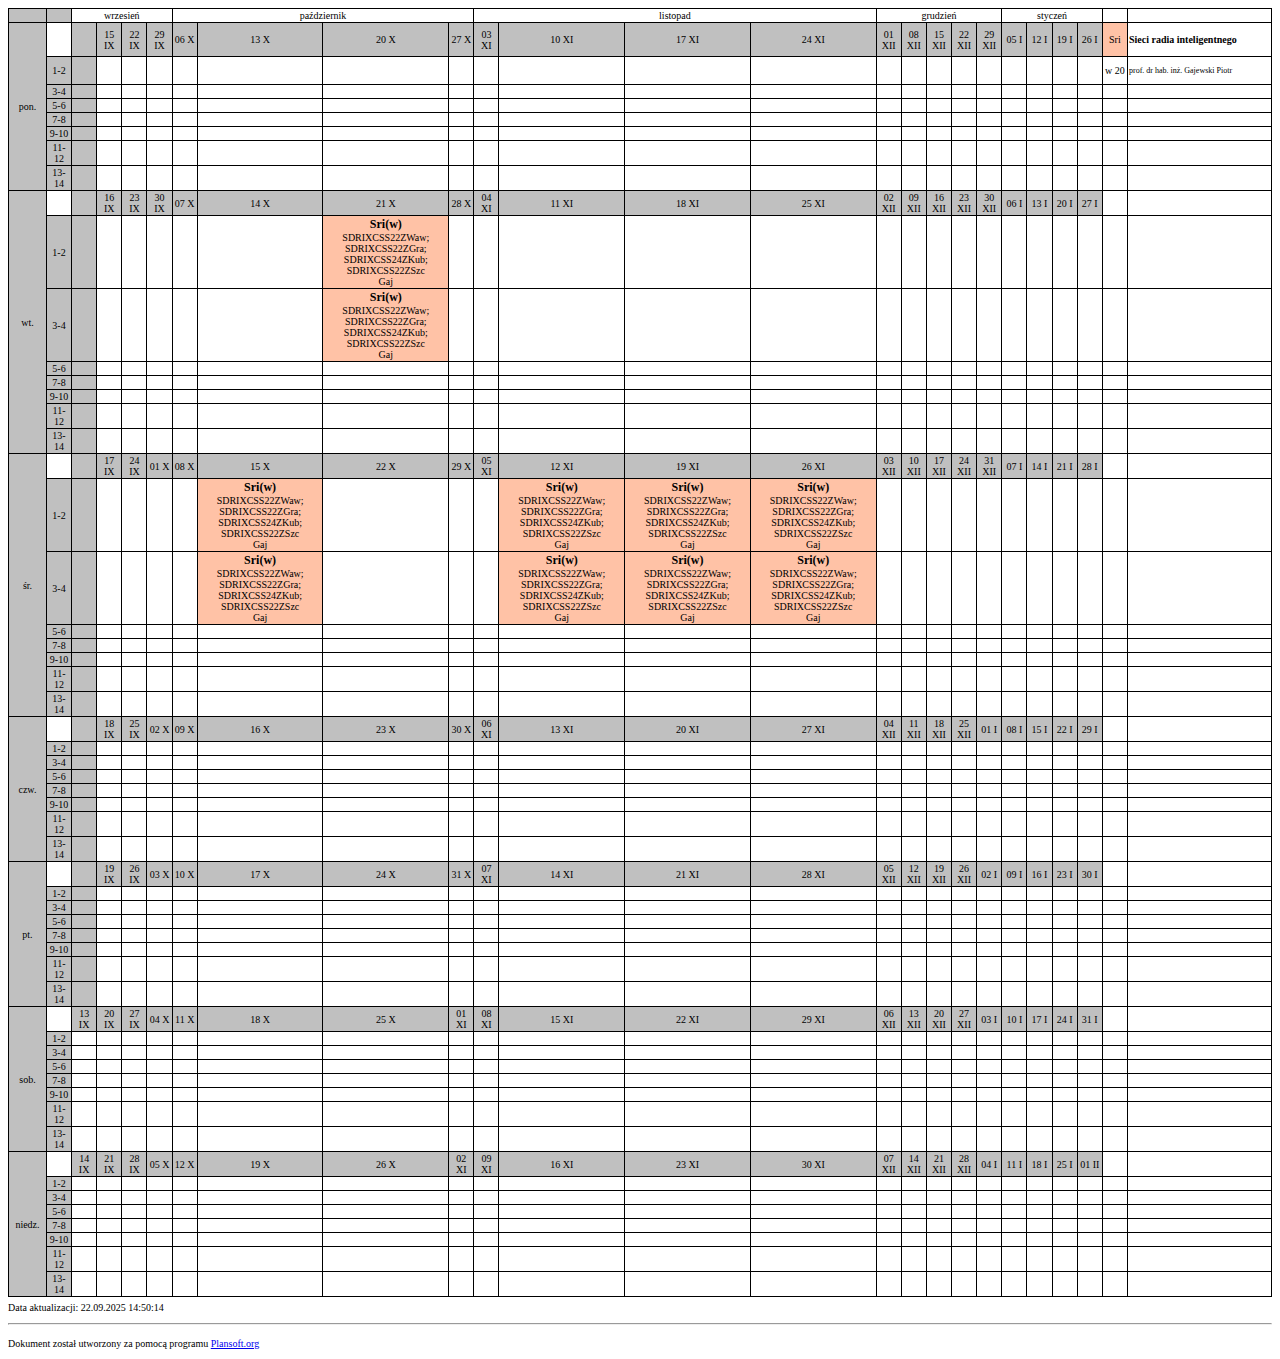 wrzesień październik listopad grudzień styczeń
pon. 15 IX 22 IX 29 IX 06 X 13 X 20 X 27 X 03 XI 10 XI 17 XI 24 XI 01 XII 08 XII 15 XII 22 XII 29 XII 05 I 12 I 19 I 26 I Sri Sieci radia inteligentnego
1-2 w 20 prof. dr hab. inż. Gajewski Piotr
3-4
5-6
7-8
9-10
11-12
13-14
wt. 16 IX 23 IX 30 IX 07 X 14 X 21 X 28 X 04 XI 11 XI 18 XI 25 XI 02 XII 09 XII 16 XII 23 XII 30 XII 06 I 13 I 20 I 27 I
1-2 Sri(w)
SDRIXCSS22ZWaw;
SDRIXCSS22ZGra;
SDRIXCSS24ZKub;
SDRIXCSS22ZSzc
Gaj
3-4 Sri(w)
SDRIXCSS22ZWaw;
SDRIXCSS22ZGra;
SDRIXCSS24ZKub;
SDRIXCSS22ZSzc
Gaj
5-6
7-8
9-10
11-12
13-14
śr. 17 IX 24 IX 01 X 08 X 15 X 22 X 29 X 05 XI 12 XI 19 XI 26 XI 03 XII 10 XII 17 XII 24 XII 31 XII 07 I 14 I 21 I 28 I
1-2 Sri(w) Sri(w) Sri(w) Sri(w)
SDRIXCSS22ZWaw; SDRIXCSS22ZWaw; SDRIXCSS22ZWaw; SDRIXCSS22ZWaw;
SDRIXCSS22ZGra; SDRIXCSS22ZGra; SDRIXCSS22ZGra; SDRIXCSS22ZGra;
SDRIXCSS24ZKub; SDRIXCSS24ZKub; SDRIXCSS24ZKub; SDRIXCSS24ZKub;
SDRIXCSS22ZSzc SDRIXCSS22ZSzc SDRIXCSS22ZSzc SDRIXCSS22ZSzc
Gaj Gaj Gaj Gaj
3-4 Sri(w) Sri(w) Sri(w) Sri(w)
SDRIXCSS22ZWaw; SDRIXCSS22ZWaw; SDRIXCSS22ZWaw; SDRIXCSS22ZWaw;
SDRIXCSS22ZGra; SDRIXCSS22ZGra; SDRIXCSS22ZGra; SDRIXCSS22ZGra;
SDRIXCSS24ZKub; SDRIXCSS24ZKub; SDRIXCSS24ZKub; SDRIXCSS24ZKub;
SDRIXCSS22ZSzc SDRIXCSS22ZSzc SDRIXCSS22ZSzc SDRIXCSS22ZSzc
Gaj Gaj Gaj Gaj
5-6
7-8
9-10
11-12
13-14
czw. 18 IX 25 IX 02 X 09 X 16 X 23 X 30 X 06 XI 13 XI 20 XI 27 XI 04 XII 11 XII 18 XII 25 XII 01 I 08 I 15 I 22 I 29 I
1-2
3-4
5-6
7-8
9-10
11-12
13-14
pt. 19 IX 26 IX 03 X 10 X 17 X 24 X 31 X 07 XI 14 XI 21 XI 28 XI 05 XII 12 XII 19 XII 26 XII 02 I 09 I 16 I 23 I 30 I
1-2
3-4
5-6
7-8
9-10
11-12
13-14
sob. 13 IX 20 IX 27 IX 04 X 11 X 18 X 25 X 01 XI 08 XI 15 XI 22 XI 29 XI 06 XII 13 XII 20 XII 27 XII 03 I 10 I 17 I 24 I 31 I
1-2
3-4
5-6
7-8
9-10
11-12
13-14
niedz. 14 IX 21 IX 28 IX 05 X 12 X 19 X 26 X 02 XI 09 XI 16 XI 23 XI 30 XI 07 XII 14 XII 21 XII 28 XII 04 I 11 I 18 I 25 I 01 II
1-2
3-4
5-6
7-8
9-10
11-12
13-14
Data aktualizacji: 22.09.2025 14:50:14
Dokument został utworzony za pomocą programu Plansoft.org